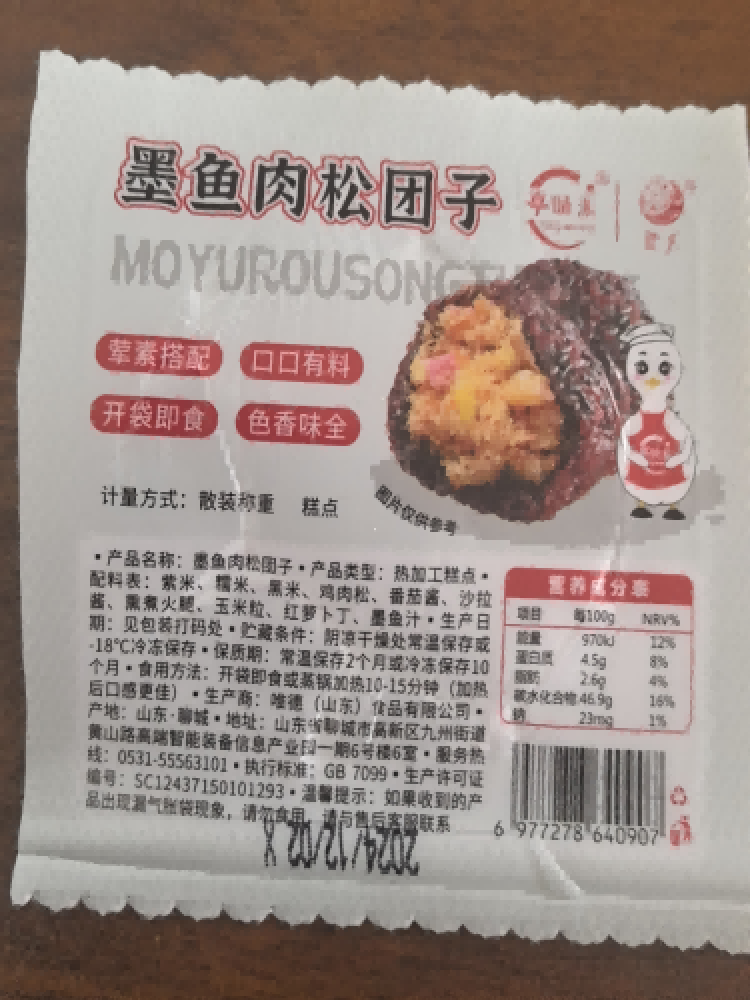 墨鱼肉松团子
MOYUROUSONGT
荤素搭配
口口有料
开袋即食
色香味全
计量方式：散装称重 糕点
图片仅供参考
•产品名称：墨鱼肉松团子•产品类型：热加工糕点•
配料表：紫米、糯米、黑米、鸡肉松、番茄酱、沙拉
酱、熏煮火腿、玉米粒、红萝卜丁、墨鱼汁•生产日
期：见包装打码处•贮藏条件：阴凉干燥处常温保存或
-18℃冷冻保存•保质期：常温保存2个月或冷冻保存10
个月•食用方法：开袋即食或蒸锅加热10-15分钟（加热
后口感更佳）•生产商：唯德（山东）食品有限公司•
产地：山东·聊城•地址：山东省聊城市高新区九州街道
黄山路高端智能装备信息产业园一期6号楼6室•服务热
线：0531-55563101•执行标准：GB 7099•生产许可证
编号：SC12437150101293•温馨提示：如果收到的产
品出现漏气胀袋现象，请勿食用，请与售后客服联系
营养成分表
项目 每100g NRV%
能量 970kJ 12%
蛋白质 4.5g 8%
脂肪 2.6g 4%
碳水化合物 46.9g 16%
钠 23mg 1%
6 977278 640907
2024/12/02 X